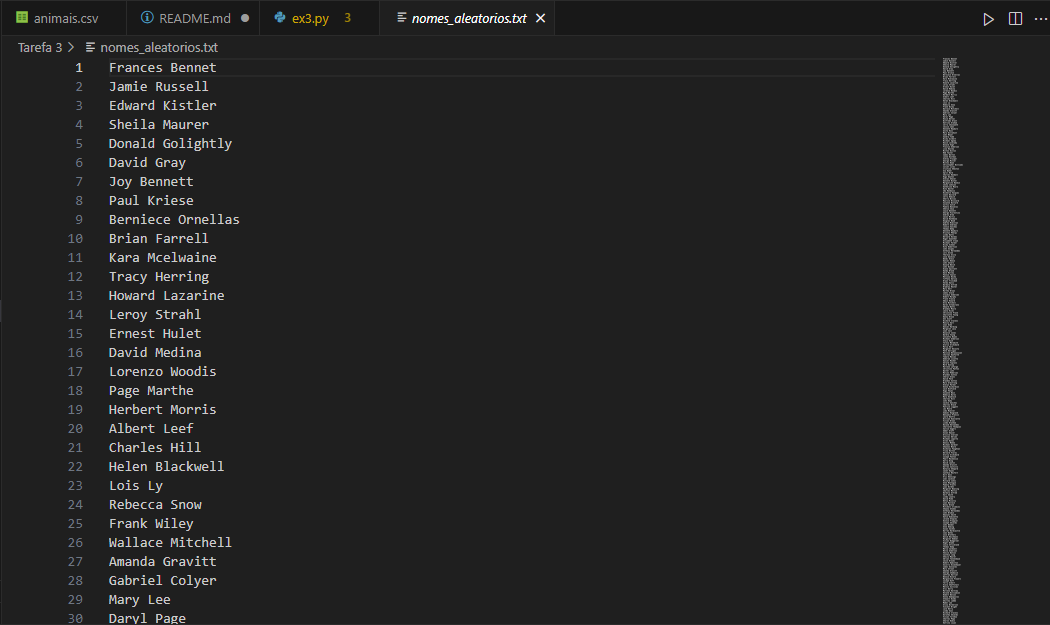 animais.csv README.md ex3.py 3 nomes_aleatorios.txt
Tarefa 3 > nomes_aleatorios.txt
1 Frances Bennet
2 Jamie Russell
3 Edward Kistler
4 Sheila Maurer
5 Donald Golightly
6 David Gray
7 Joy Bennett
8 Paul Kriese
9 Berniece Ornellas
10 Brian Farrell
11 Kara Mcelwaine
12 Tracy Herring
13 Howard Lazarine
14 Leroy Strahl
15 Ernest Hulet
16 David Medina
17 Lorenzo Woodis
18 Page Marthe
19 Herbert Morris
20 Albert Leef
21 Charles Hill
22 Helen Blackwell
23 Lois Ly
24 Rebecca Snow
25 Frank Wiley
26 Wallace Mitchell
27 Amanda Gravitt
28 Gabriel Colyer
29 Mary Lee
30 Daryl Page